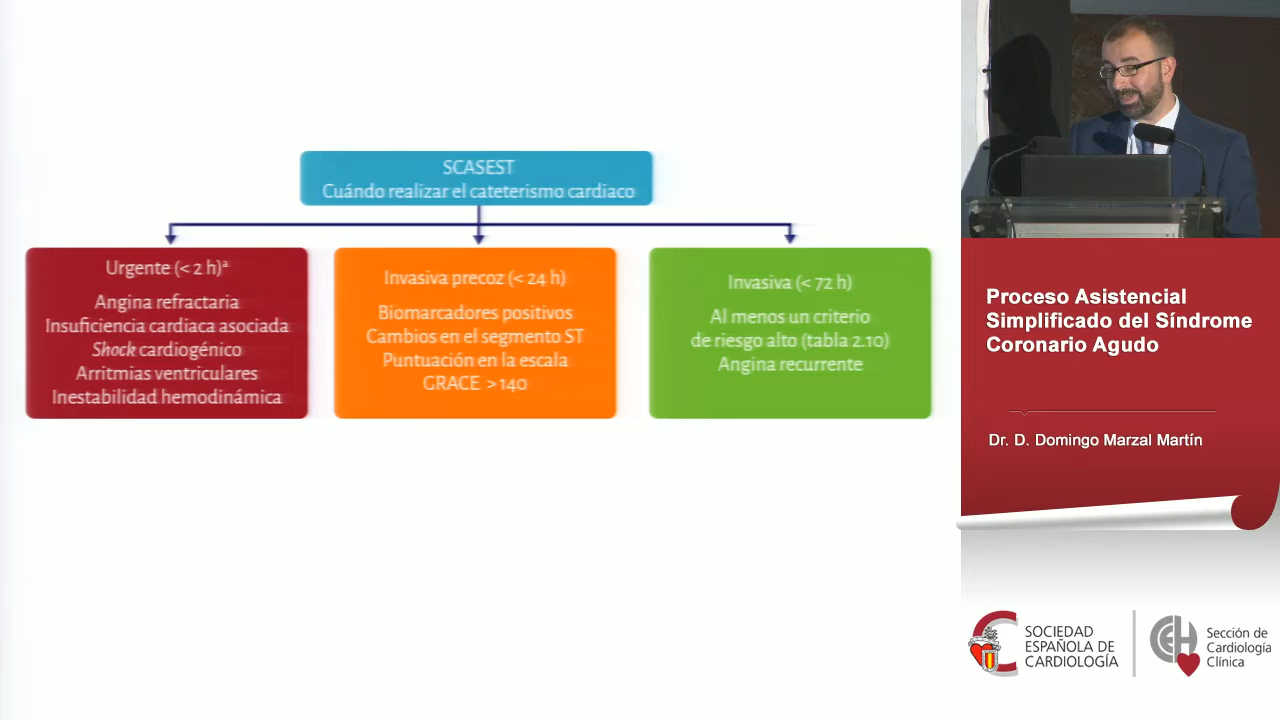 SCASEST
Cuándo realizar el cateterismo cardiaco
Urgente (< 2 h)ª
Angina refractaria
Insuficiencia cardiaca asociada
Shock cardiogénico
Arritmias ventriculares
Inestabilidad hemodinámica
Invasiva precoz (< 24 h)
Biomarcadores positivos
Cambios en el segmento ST
Puntuación en la escala
GRACE > 140
Invasiva (< 72 h)
Al menos un criterio
de riesgo alto (tabla 2.10)
Angina recurrente
Proceso Asistencial
Simplificado del Síndrome
Coronario Agudo
Dr. D. Domingo Marzal Martín
SOCIEDAD
ESPAÑOLA DE
CARDIOLOGÍA
Sección de
Cardiología
Clínica